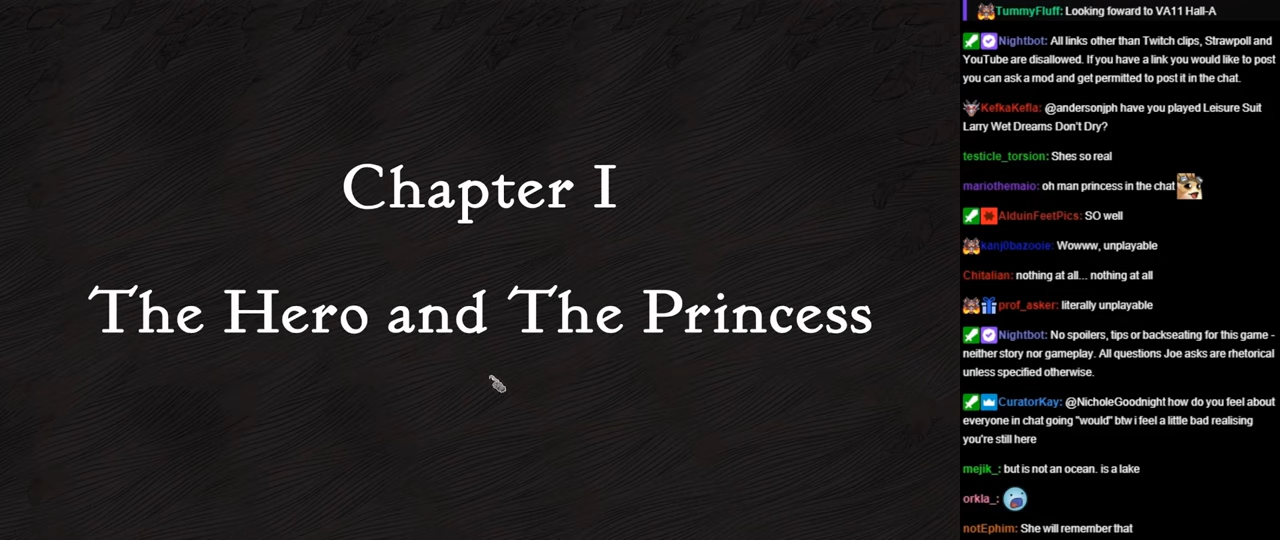 Chapter I
The Hero and The Princess
TummyFluff: Looking foward to VA11 Hall-A
Nightbot: All links other than Twitch clips, Strawpoll and
YouTube are disallowed. If you have a link you would like to post
you can ask a mod and get permitted to post it in the chat.
KefkaKefla: @andersonjph have you played Leisure Suit
Larry Wet Dreams Don't Dry?
testicle_torsion: Shes so real
mariothemaio: oh man princess in the chat
AlduinFeetPics: SO well
kanj0bazooie: Wowww, unplayable
Chitalian: nothing at all... nothing at all
prof_asker: literally unplayable
Nightbot: No spoilers, tips or backseating for this game -
neither story nor gameplay. All questions Joe asks are rhetorical
unless specified otherwise.
CuratorKay: @NicholeGoodnight how do you feel about
everyone in chat going "would" btw i feel a little bad realising
you're still here
mejik_: but is not an ocean. is a lake
orkla_:
notEphim: She will remember that